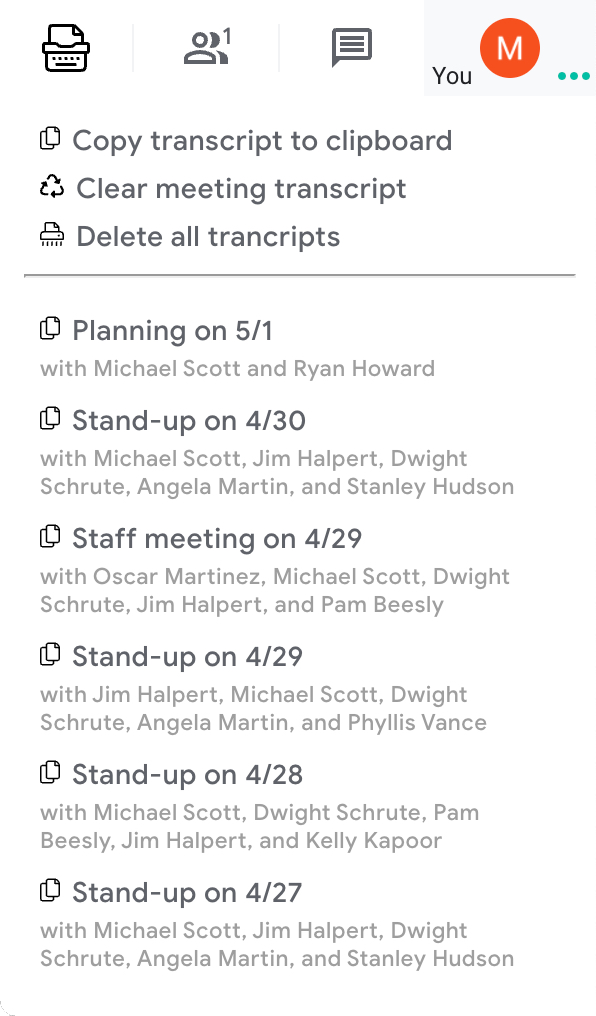 1
You
M
Copy transcript to clipboard
Clear meeting transcript
Delete all trancripts
Planning on 5/1
with Michael Scott and Ryan Howard
Stand-up on 4/30
with Michael Scott, Jim Halpert, Dwight
Schrute, Angela Martin, and Stanley Hudson
Staff meeting on 4/29
with Oscar Martinez, Michael Scott, Dwight
Schrute, Jim Halpert, and Pam Beesly
Stand-up on 4/29
with Jim Halpert, Michael Scott, Dwight
Schrute, Angela Martin, and Phyllis Vance
Stand-up on 4/28
with Michael Scott, Dwight Schrute, Pam
Beesly, Jim Halpert, and Kelly Kapoor
Stand-up on 4/27
with Michael Scott, Jim Halpert, Dwight
Schrute, Angela Martin, and Stanley Hudson